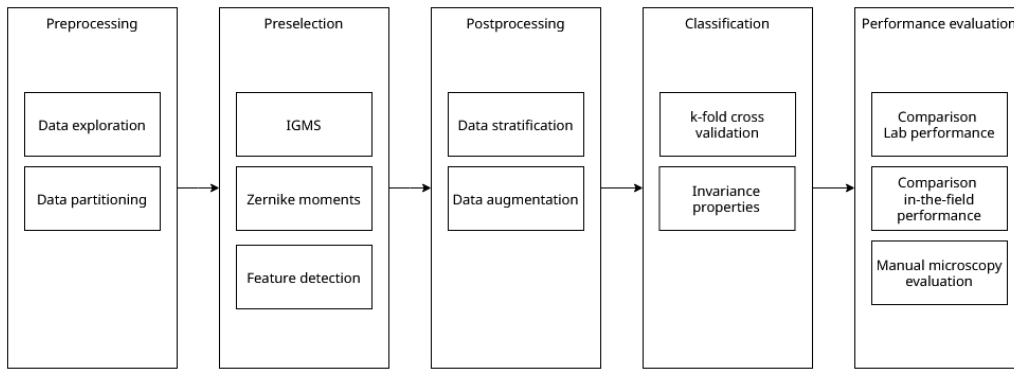 Preprocessing
Data exploration
Data partitioning
Preselection
IGMS
Zernike moments
Feature detection
Postprocessing
Data stratification
Data augmentation
Classification
k-fold cross
validation
Invariance
properties
Performance evaluation
Comparison
Lab performance
Comparison
in-the-field
performance
Manual microscopy
evaluation